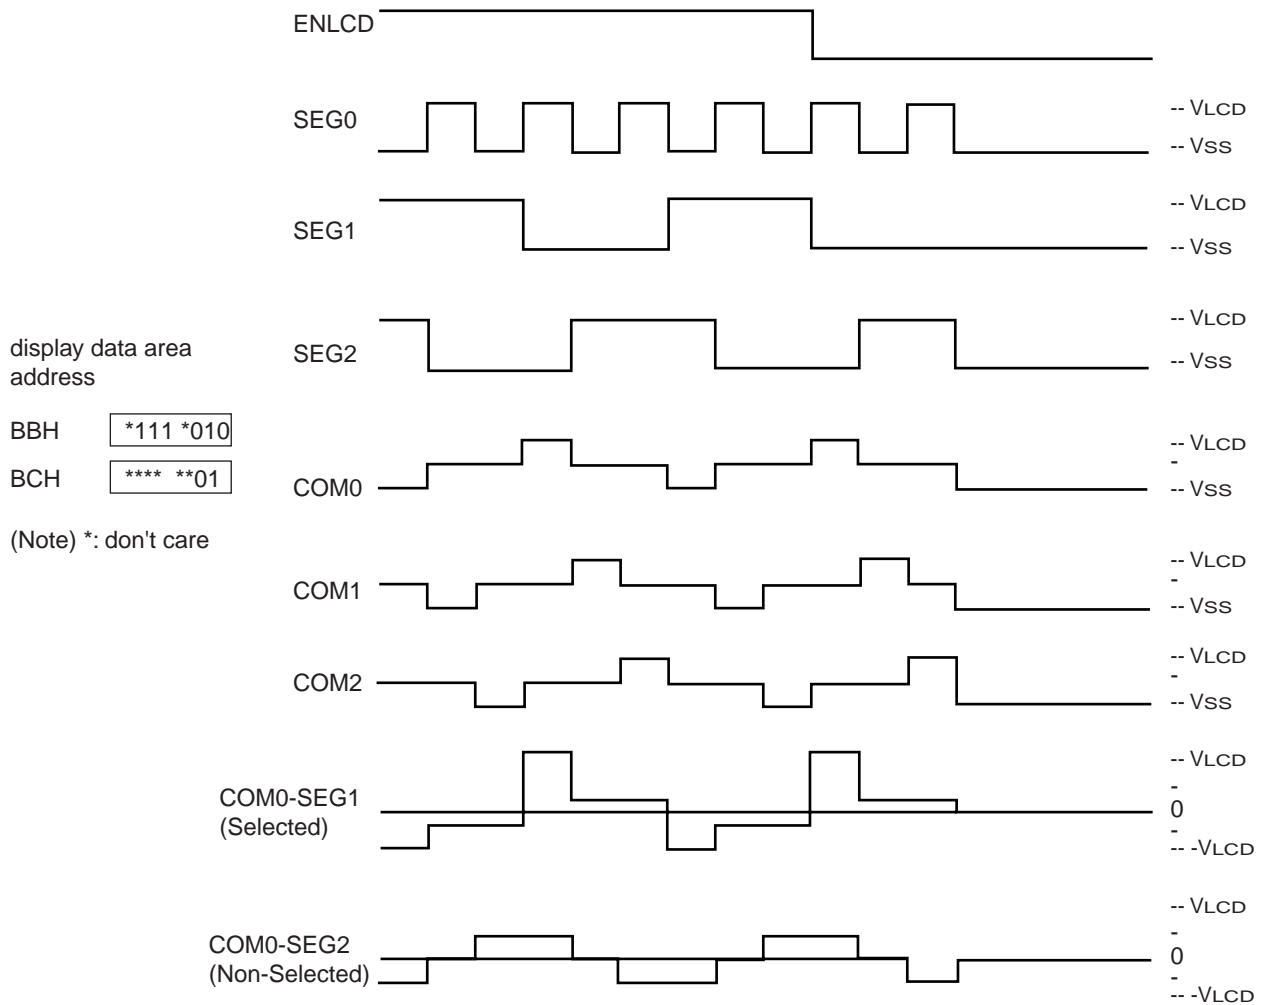 ENLCD
SEG0
-- VLCD
-- VSS
SEG1
-- VLCD
-- VSS
SEG2
-- VLCD
-- VSS
display data area
address
BBH *111 *010
BCH **** **01
(Note) *: don't care
COM0
-- VLCD
-
-- VSS
COM1
-- VLCD
-
-- VSS
COM2
-- VLCD
-
-- VSS
COM0-SEG1
(Selected)
-- VLCD
-
0
-
-- -VLCD
COM0-SEG2
(Non-Selected)
-- VLCD
-
0
-
-- -VLCD